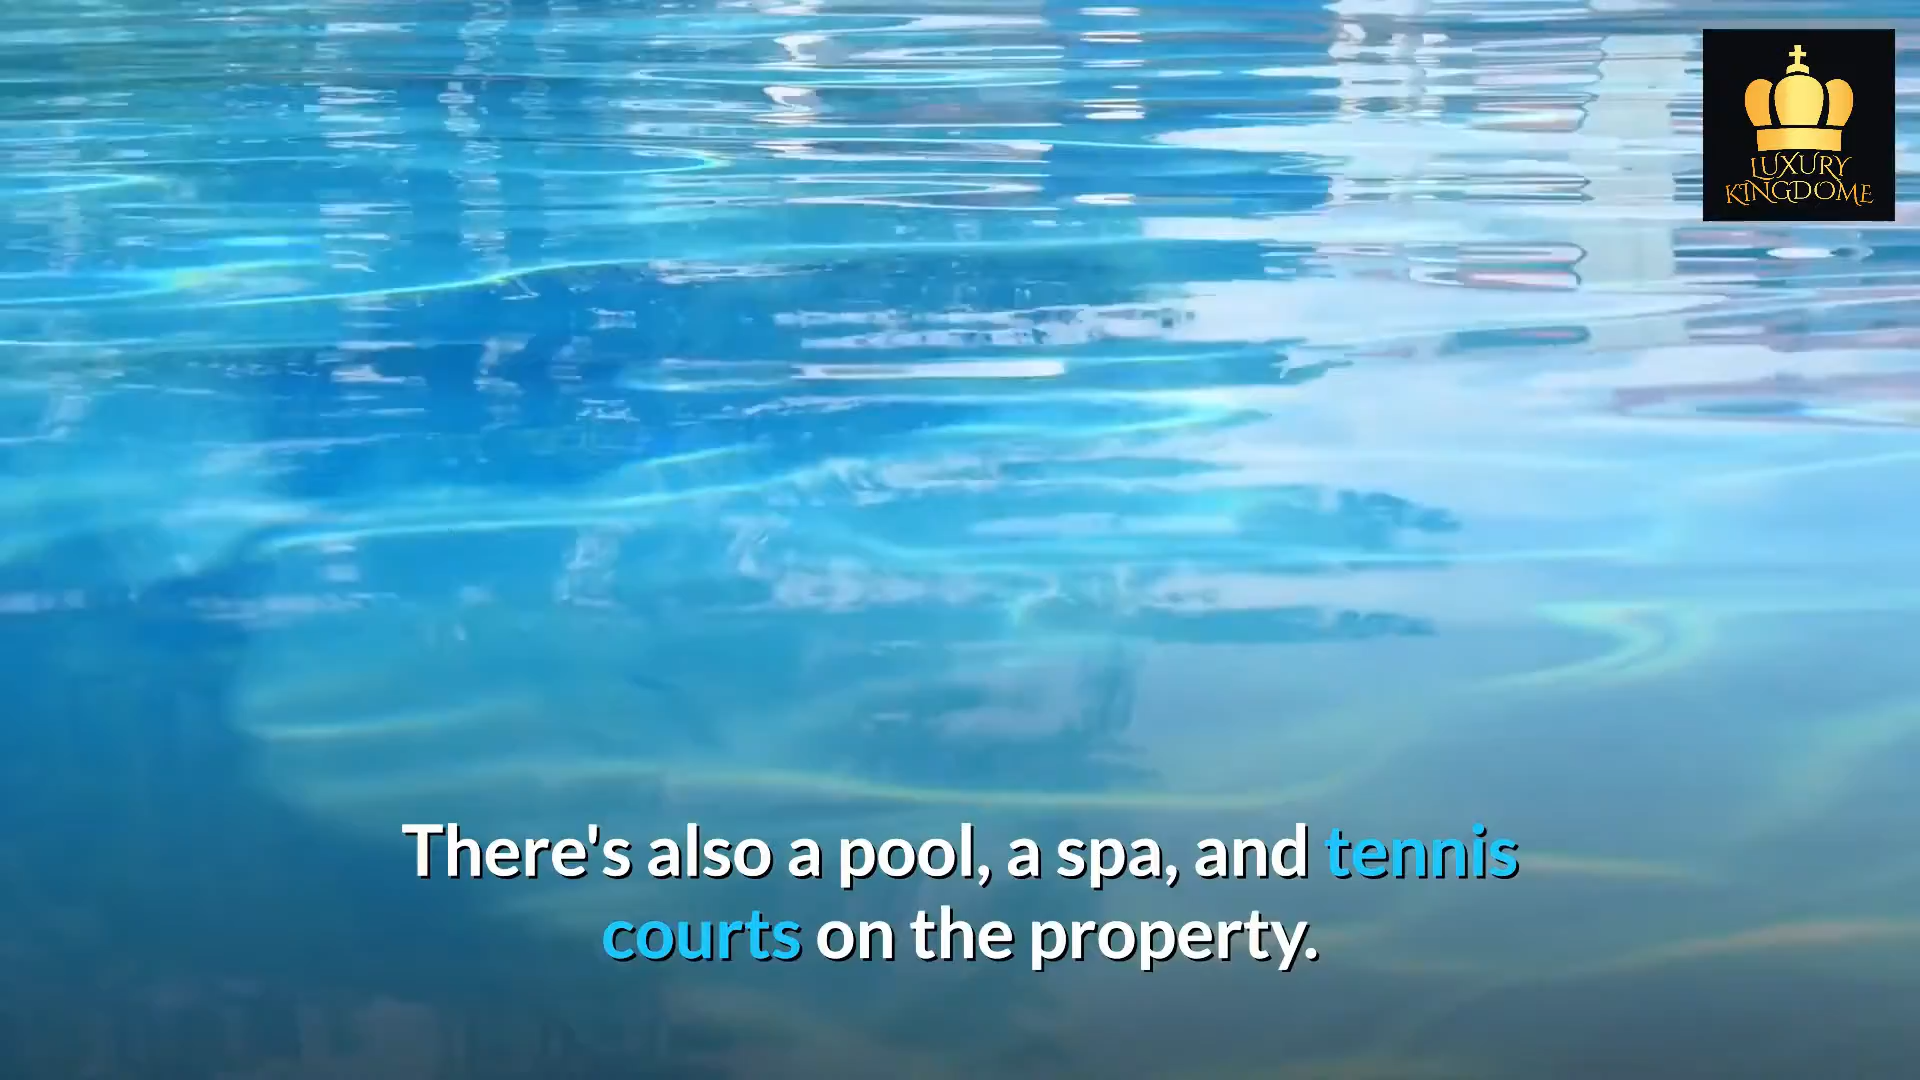 LUXURY
KINGDOME
There's also a pool, a spa, and tennis
courts on the property.